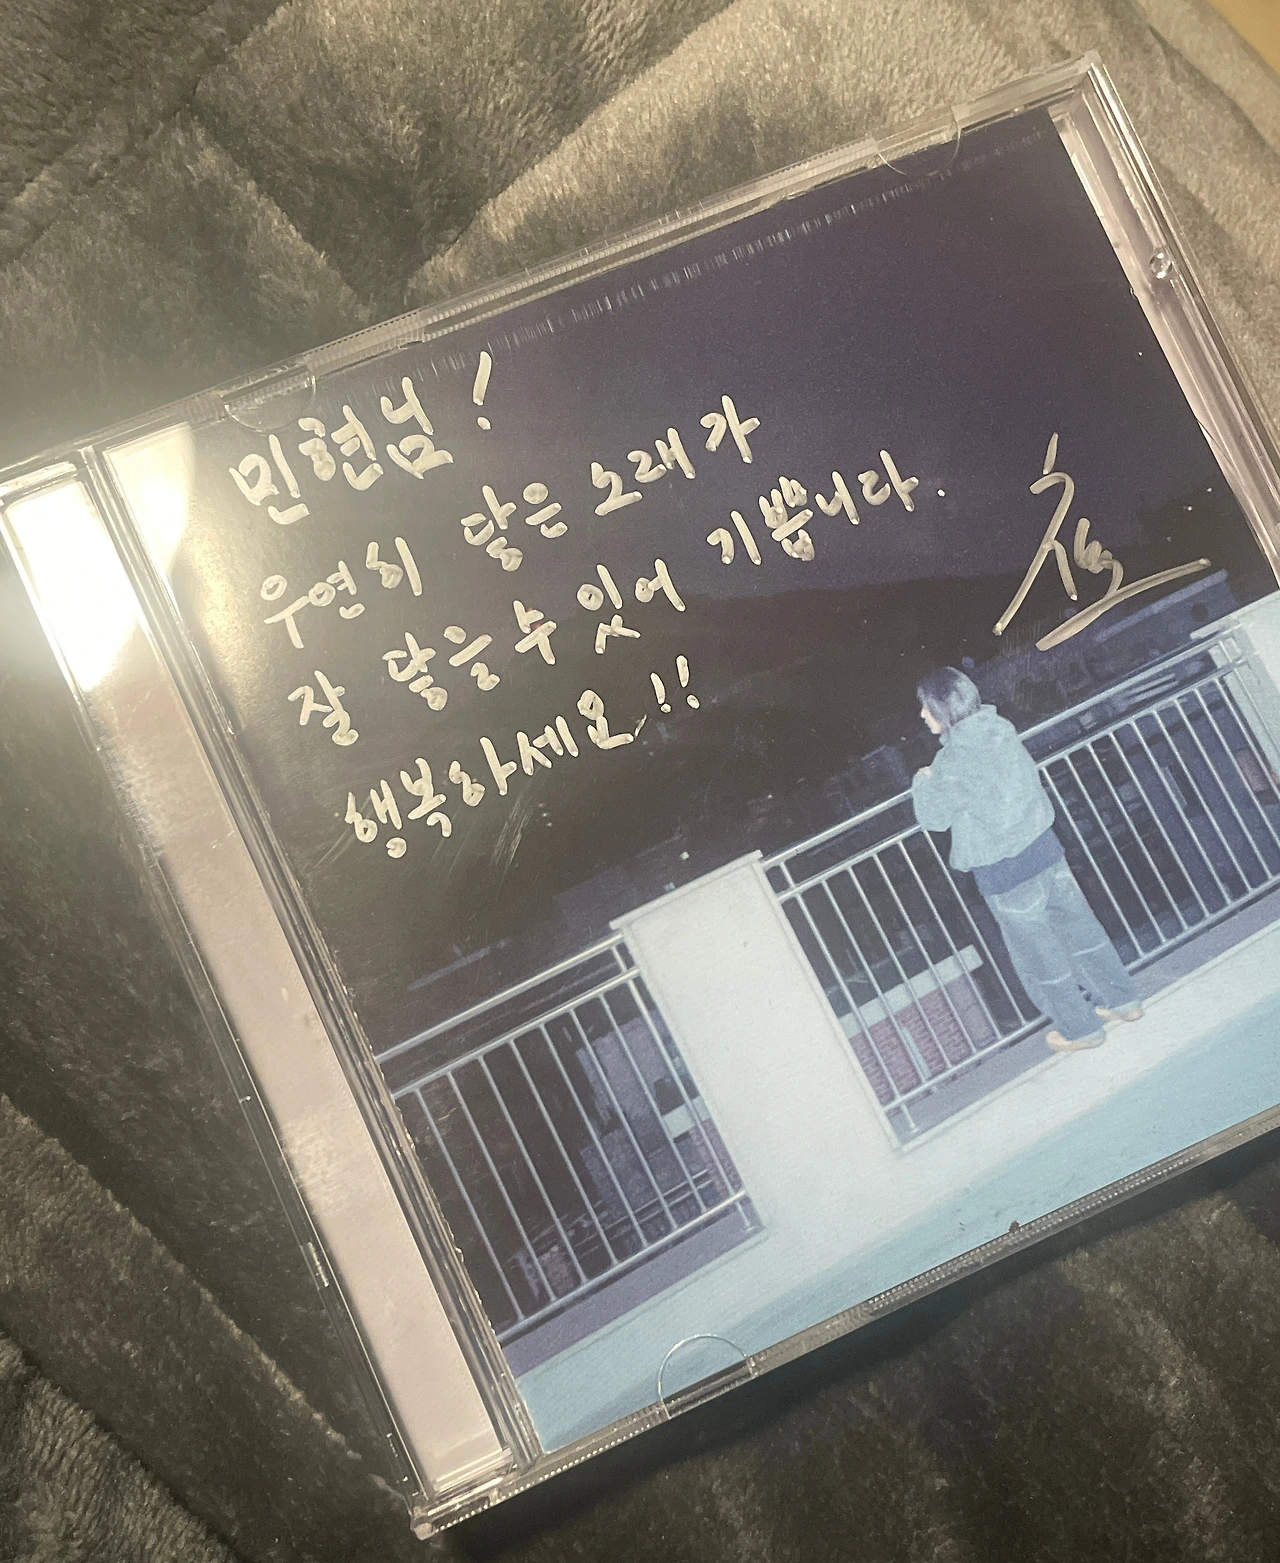 민현님!
우연히 닿은 노래가
잘 닿을 수 있어 기쁩니다.
행복하세요!!